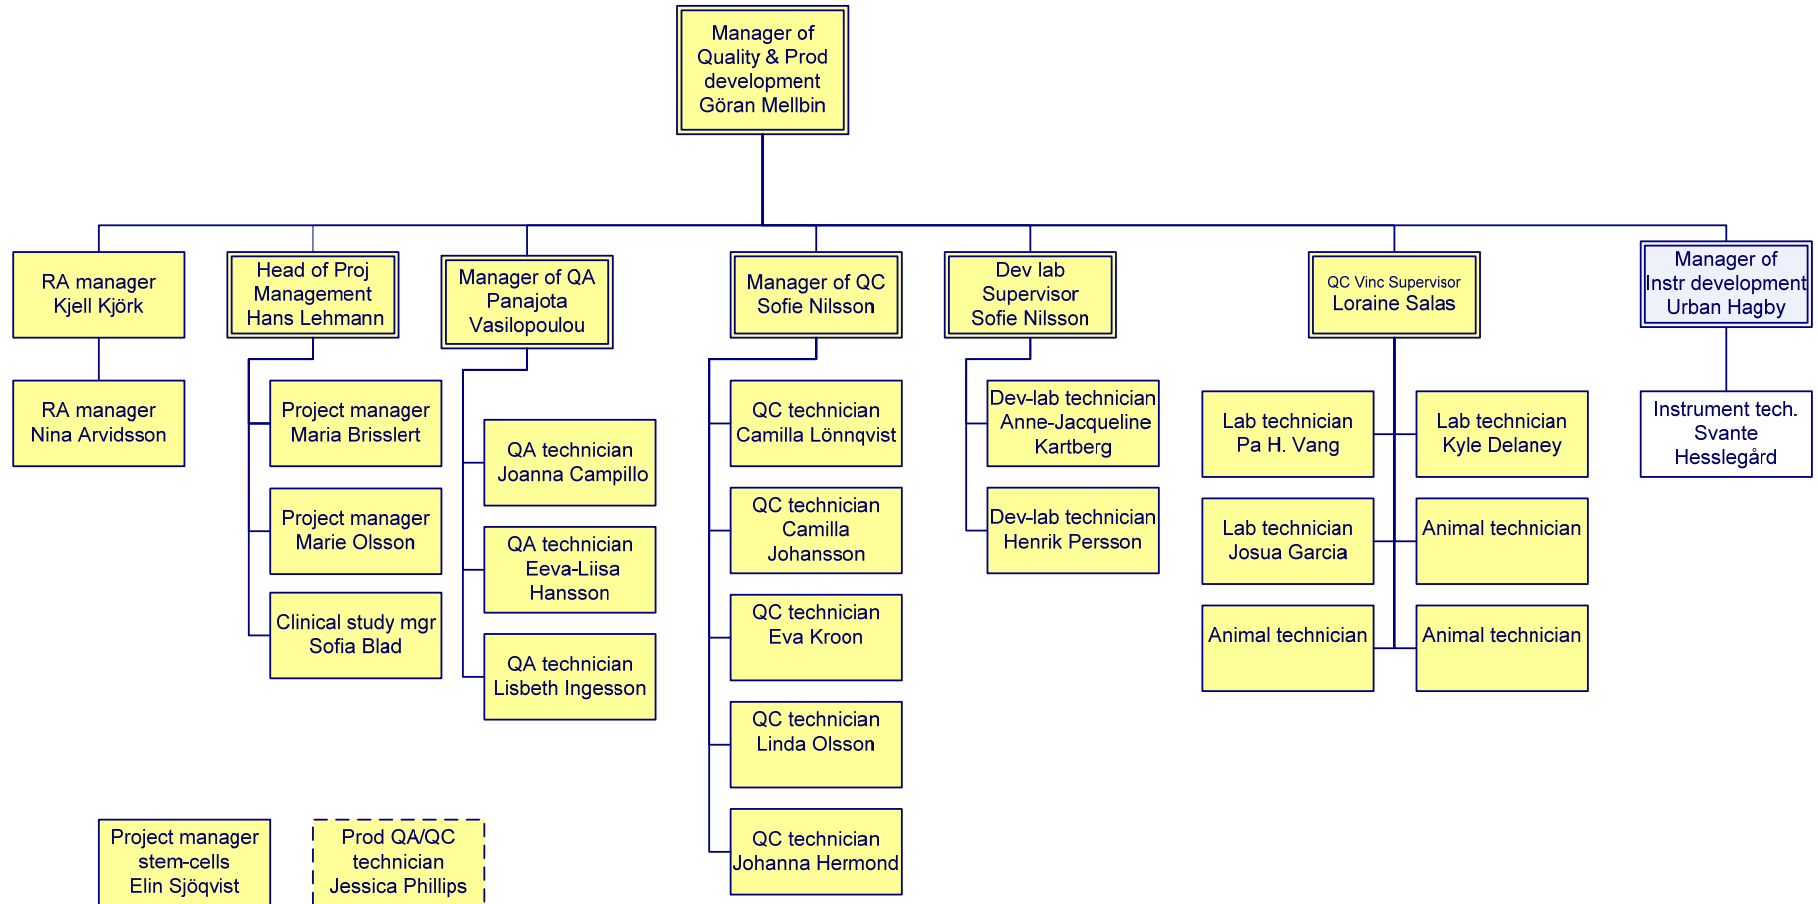 Manager of
Quality & Prod
development
Göran Mellbin
RA manager
Kjell Kjörk
Head of Proj
Management
Hans Lehmann
Manager of QA
Panajota
Vasilopoulou
Manager of QC
Sofie Nilsson
Dev lab
Supervisor
Sofie Nilsson
QC Vinc Supervisor
Loraine Salas
Manager of
Instr development
Urban Hagby
RA manager
Nina Arvidsson
Project manager
Maria Brisslert
Project manager
Marie Olsson
Clinical study mgr
Sofia Blad
QA technician
Joanna Campillo
QA technician
Eeva-Liisa
Hansson
QA technician
Lisbeth Ingesson
QC technician
Camilla Lönnqvist
QC technician
Camilla
Johansson
QC technician
Eva Kroon
QC technician
Linda Olsson
QC technician
Johanna Hermond
Dev-lab technician
Anne-Jacqueline
Kartberg
Dev-lab technician
Henrik Persson
Lab technician
Pa H. Vang
Lab technician
Kyle Delaney
Lab technician
Josua Garcia
Animal technician
Animal technician
Animal technician
Instrument tech.
Svante
Hesslegård
Project manager
stem-cells
Elin Sjöqvist
Prod QA/QC
technician
Jessica Phillips